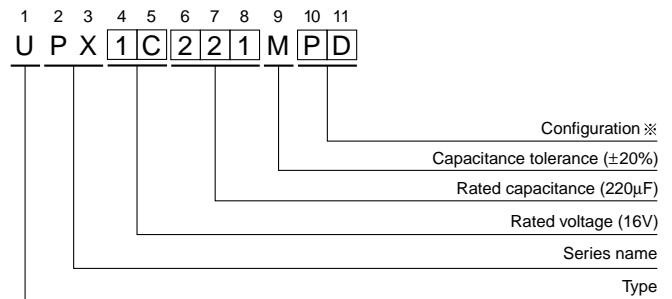 1 2 3 4 5 6 7 8 9 10 11
U P X 1 C 2 2 1 M P D
Configuration ※
Capacitance tolerance (±20%)
Rated capacitance (220µF)
Rated voltage (16V)
Series name
Type